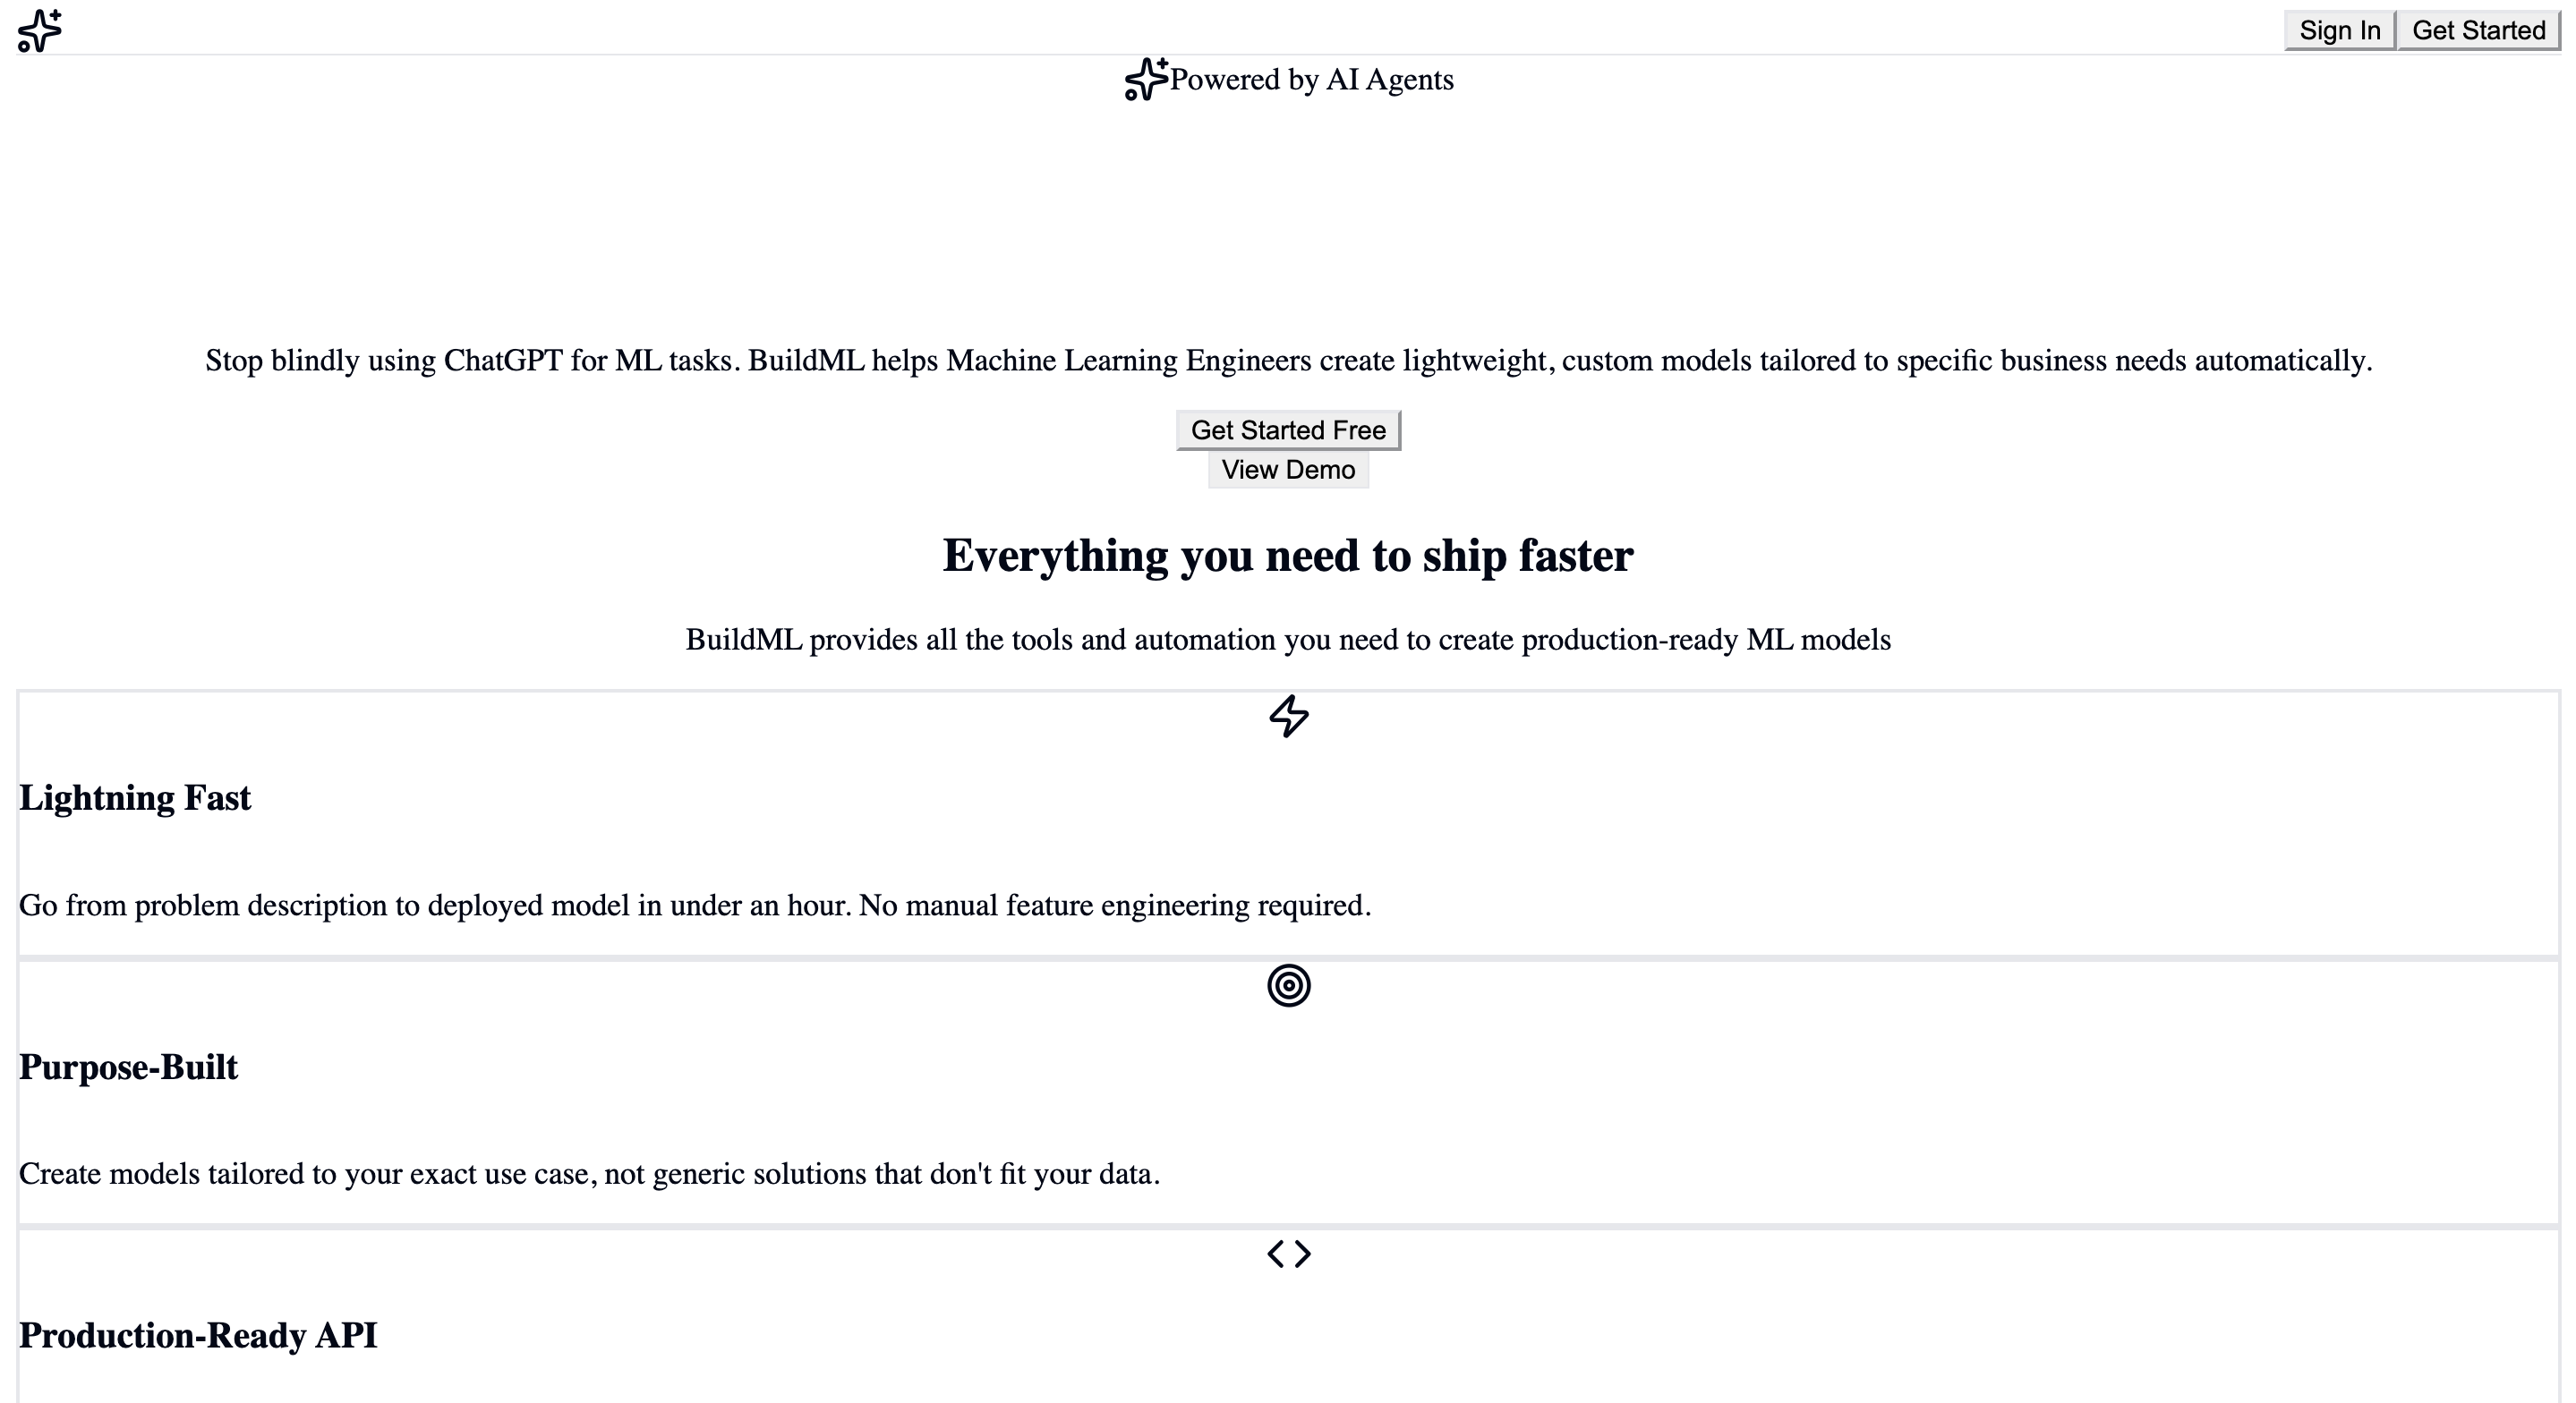 Sign In Get Started
Powered by AI Agents
Stop blindly using ChatGPT for ML tasks. BuildML helps Machine Learning Engineers create lightweight, custom models tailored to specific business needs automatically.
Get Started Free
View Demo
Everything you need to ship faster
BuildML provides all the tools and automation you need to create production-ready ML models
Lightning Fast
Go from problem description to deployed model in under an hour. No manual feature engineering required.
Purpose-Built
Create models tailored to your exact use case, not generic solutions that don't fit your data.
Production-Ready API